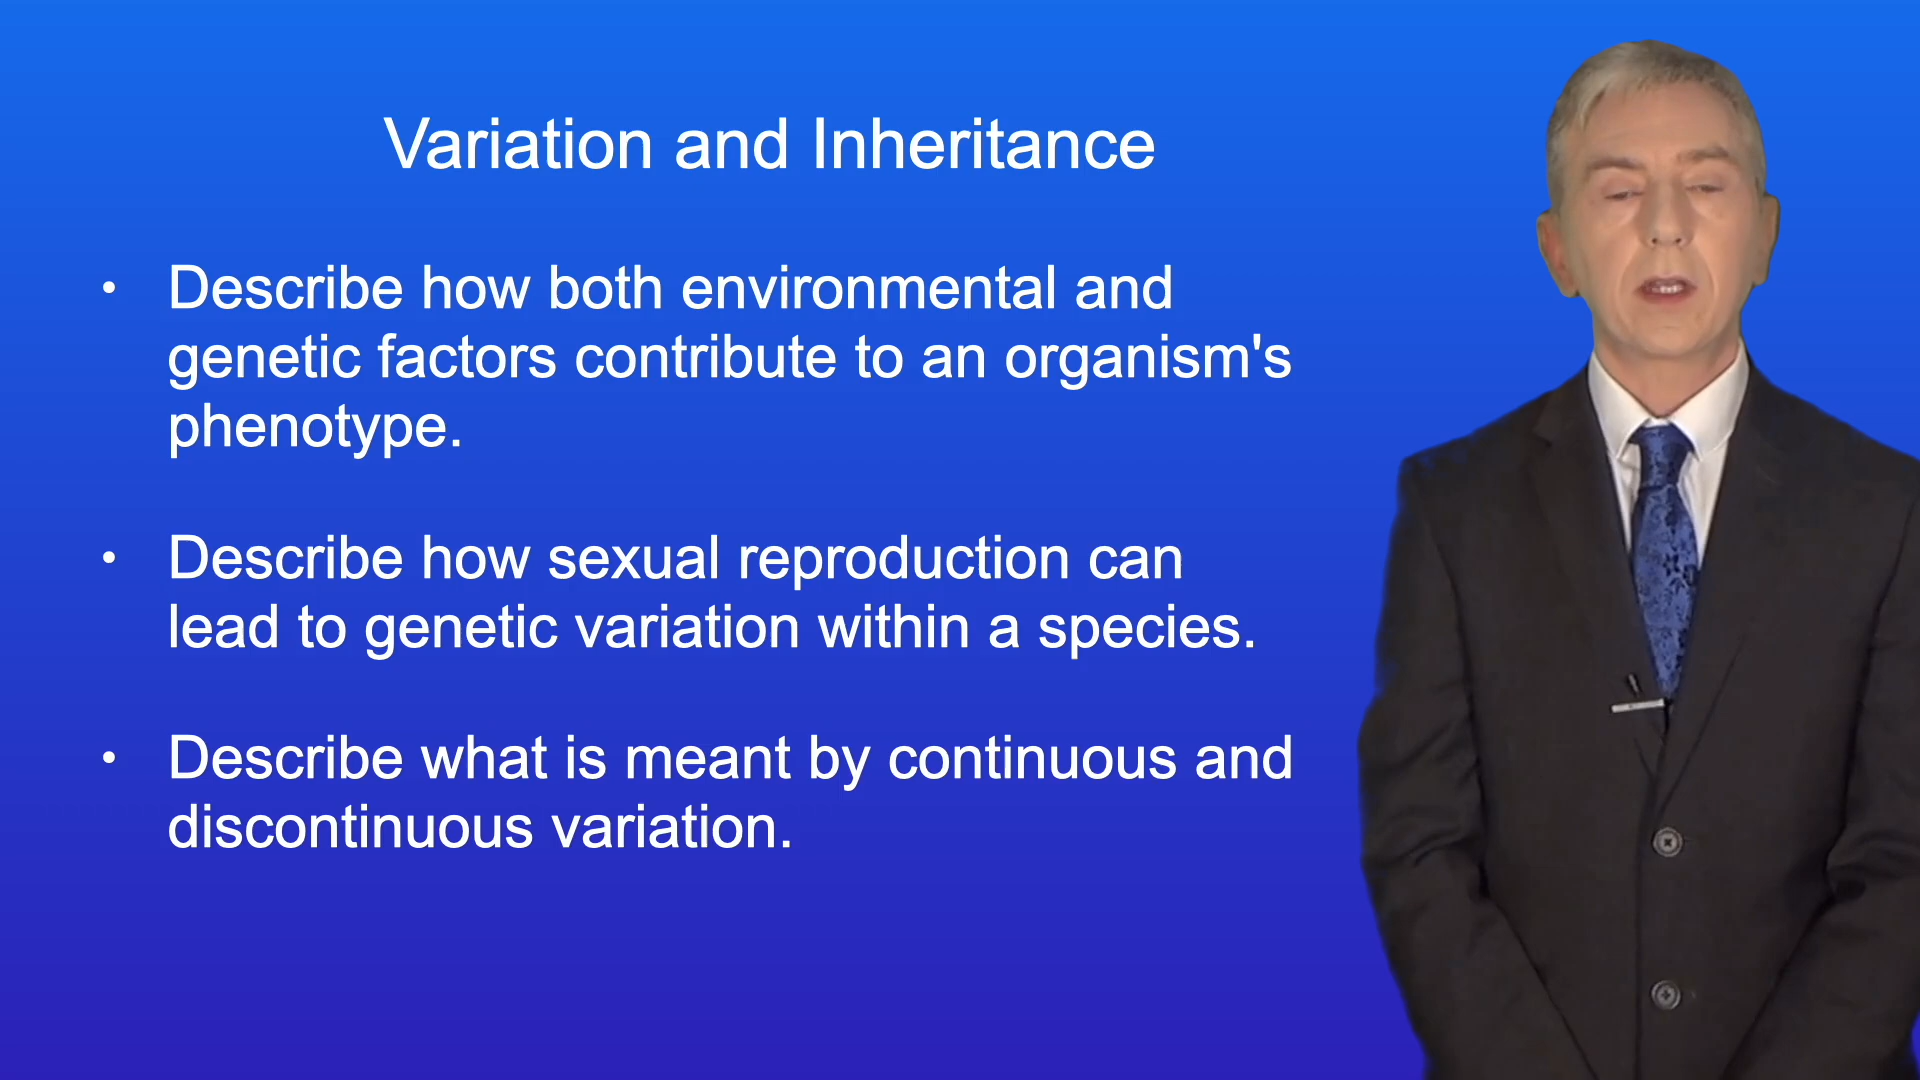 Variation and Inheritance
• Describe how both environmental and
genetic factors contribute to an organism's
phenotype.
• Describe how sexual reproduction can
lead to genetic variation within a species.
• Describe what is meant by continuous and
discontinuous variation.